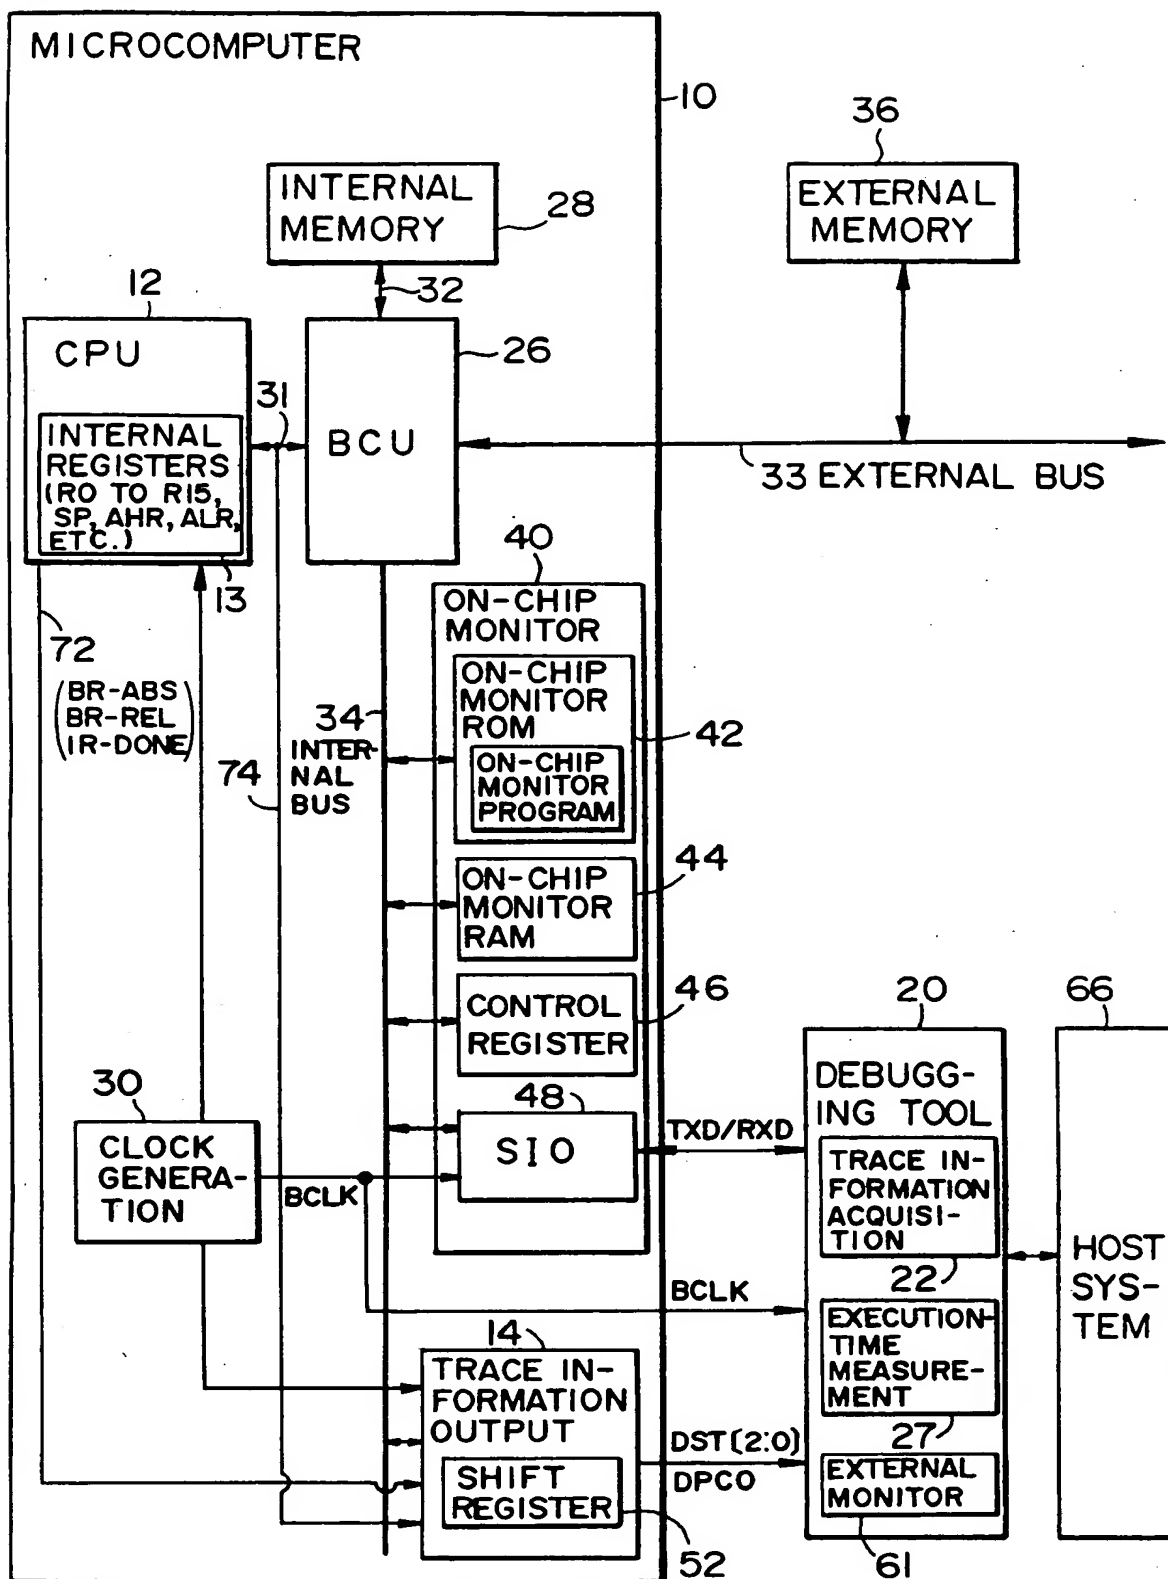 MICROCOMPUTER
10
36
INTERNAL
MEMORY
28
EXTERNAL
MEMORY
32
12
CPU
26
31
BCU
INTERNAL
REGISTERS
(R0 TO R15,
SP, AHR, ALR,
ETC.)
33 EXTERNAL BUS
13
40
ON-CHIP
MONITOR
72
(BR-ABS
BR-REL
IR-DONE)
ON-CHIP
MONITOR
ROM
42
34
INTER-
NAL
BUS
74
ON-CHIP
MONITOR
PROGRAM
44
ON-CHIP
MONITOR
RAM
46
CONTROL
REGISTER
20
66
30
CLOCK
GENERA-
TION
48
SIO
BCLK
TXD/RXD
DEBUGG-
ING TOOL
TRACE IN-
FORMATION
ACQUISI-
TION
22
HOST
SYS-
TEM
BCLK
EXECUTION-
TIME
MEASURE-
MENT
27
14
TRACE IN-
FORMATION
OUTPUT
DST(2:0)
DPCO
SHIFT
REGISTER
52
EXTERNAL
MONITOR
61